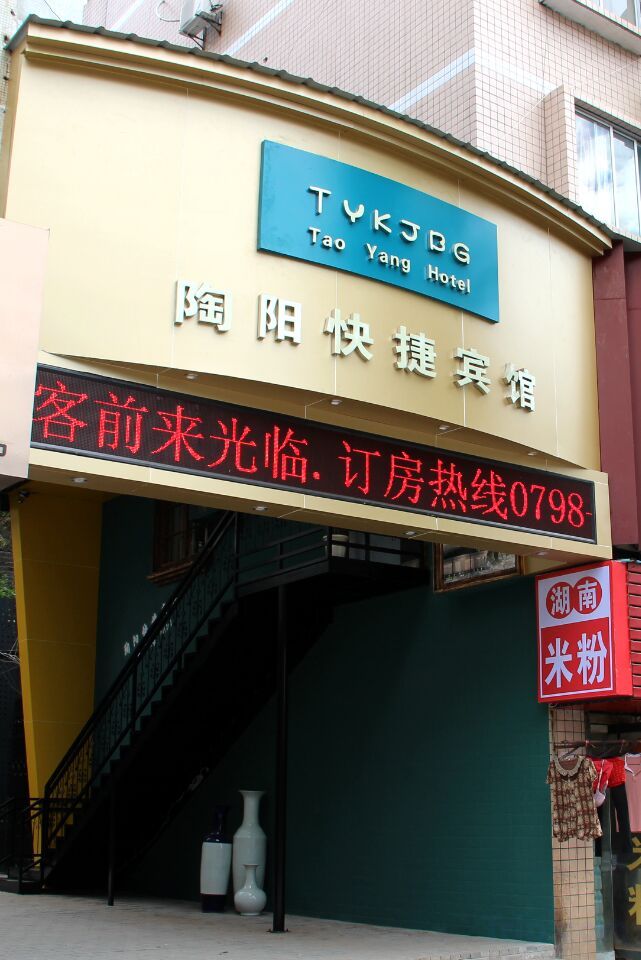 TYKJBG
Tao Yang Hotel
陶阳快捷宾馆
客前来光临.订房热线0798-
湖南
米粉